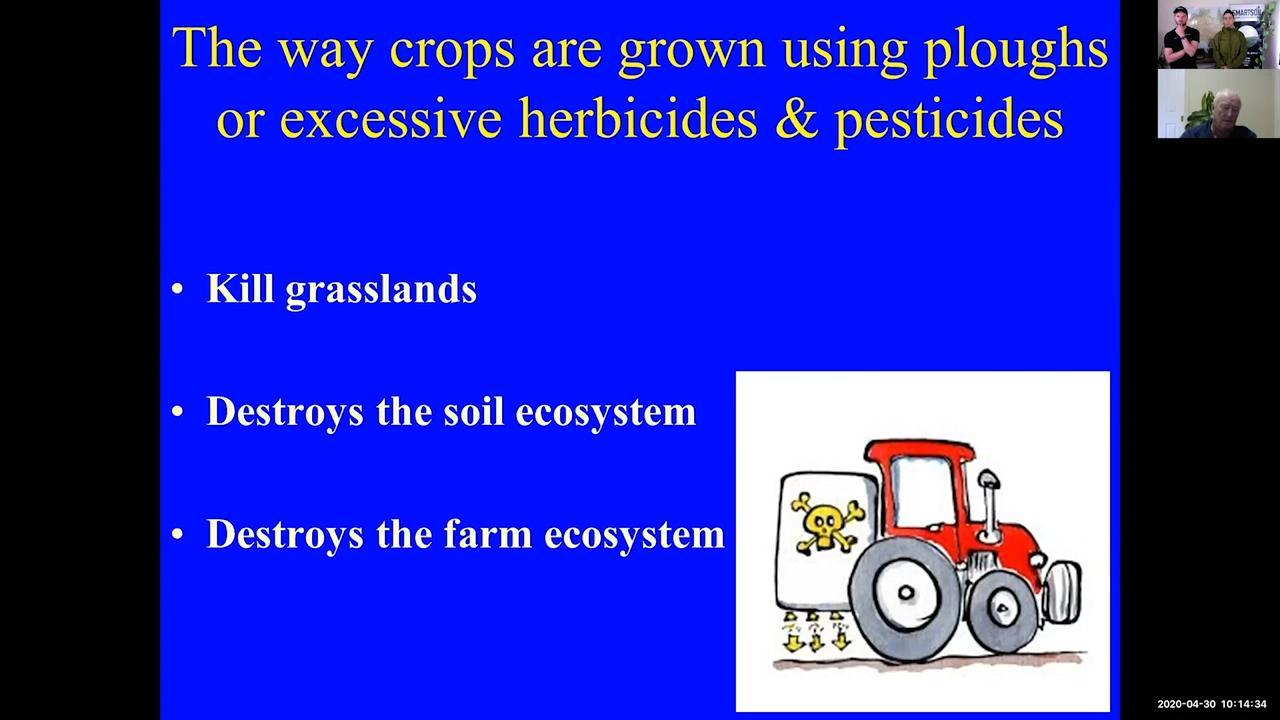 The way crops are grown using ploughs
or excessive herbicides & pesticides
• Kill grasslands
• Destroys the soil ecosystem
• Destroys the farm ecosystem
SMARTSOIL
2020-04-30 10:14:34